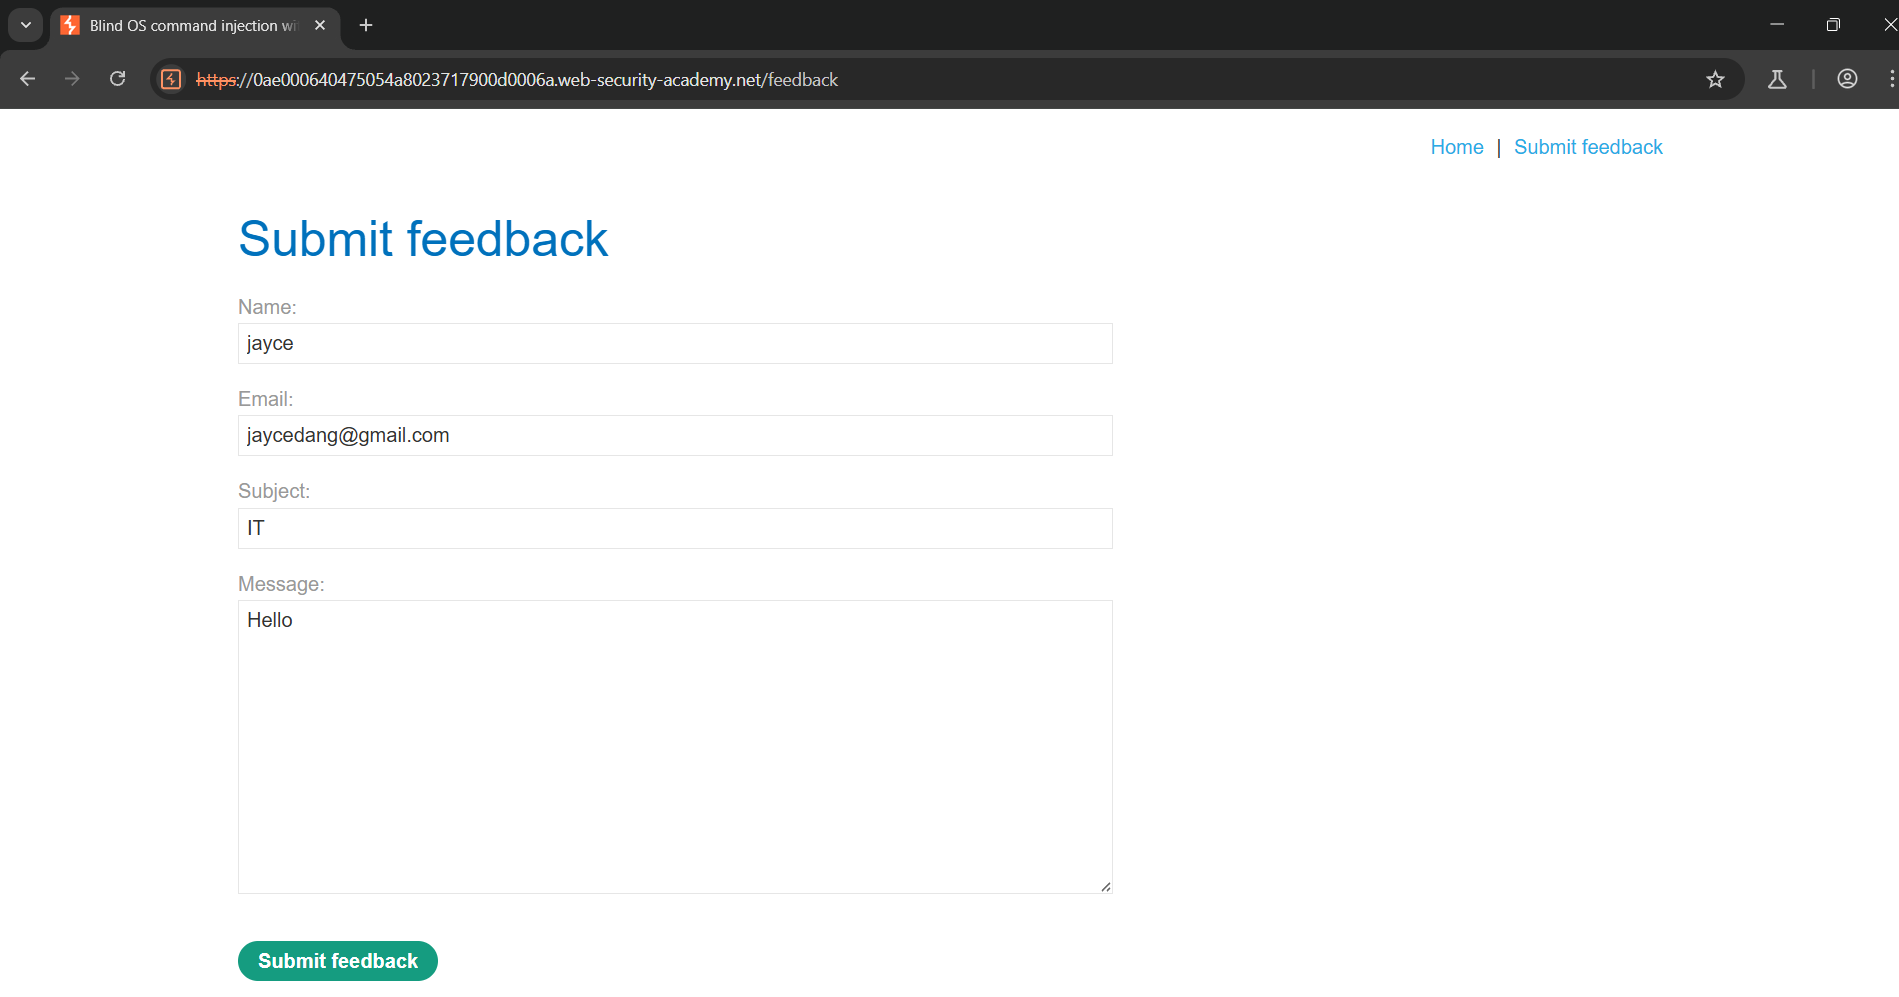 Blind OS command injection wi
https://0ae000640475054a8023717900d0006a.web-security-academy.net/feedback
Home | Submit feedback
Submit feedback
Name:
jayce
Email:
jaycedang@gmail.com
Subject:
IT
Message:
Hello
Submit feedback